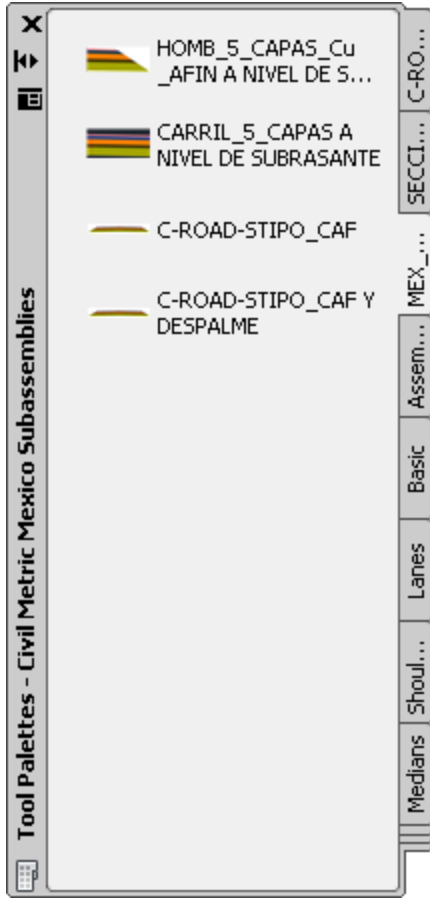 HOMB_5_CAPAS_Cu
_AFIN A NIVEL DE S...
CARRIL_5_CAPAS A
NIVEL DE SUBRASANTE
C-ROAD-STIPO_CAF
C-ROAD-STIPO_CAF Y
DESPALME
Tool Palettes - Civil Metric Mexico Subassemblies
C-RO...
SECCI...
MEX_...
Assem...
Basic
Lanes
Shoul...
Medians